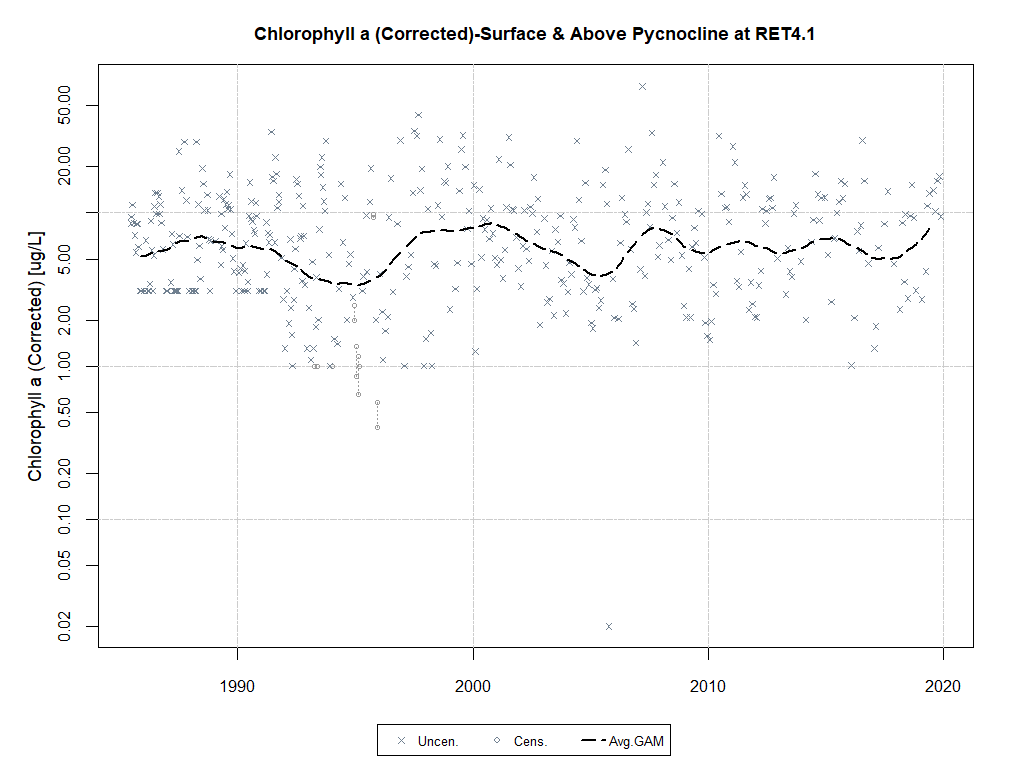 Chlorophyll a (Corrected)-Surface & Above Pycnocline at RET4.1
Chlorophyll a (Corrected) [ug/L]
50.00
20.00
5.00
2.00
1.00
0.50
0.20
0.10
0.05
0.02
1990 2000 2010 2020
Uncen. Cens. Avg.GAM